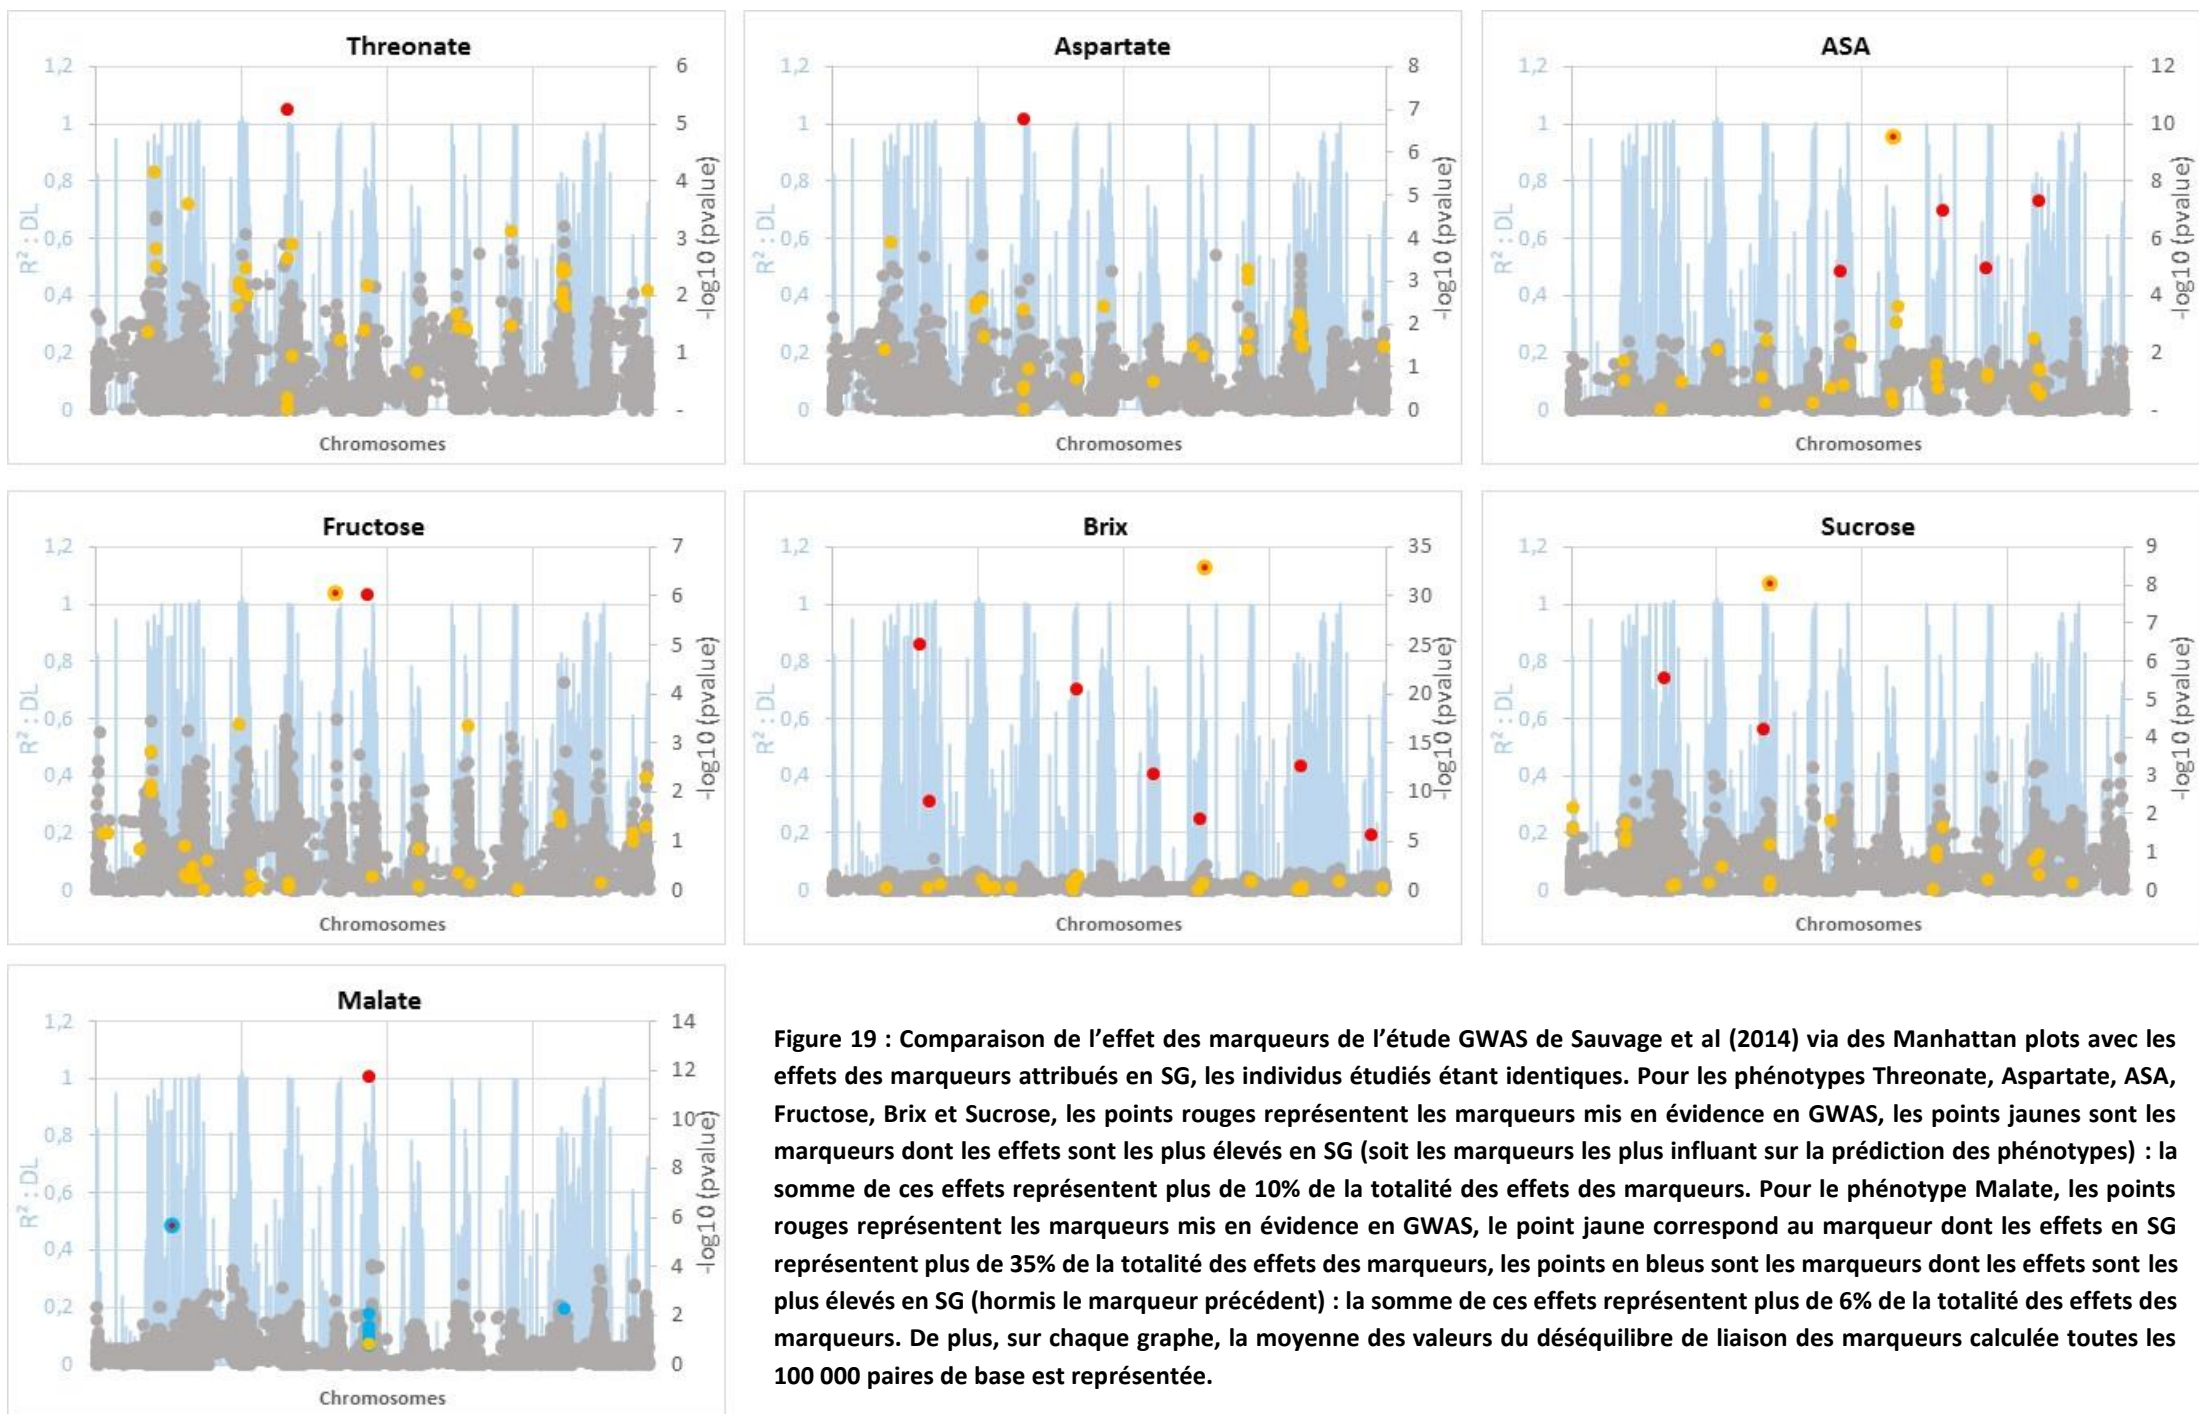 Threonate
1,2
1
0,8
0,6
0,4
0,2
0
R² : DL
6
5
4
3
2
1
-
-log10 (pvalue)
Chromosomes
Aspartate
1,2
1
0,8
0,6
0,4
0,2
0
R² : DL
8
7
6
5
4
3
2
1
0
-log10 (pvalue)
Chromosomes
ASA
1,2
1
0,8
0,6
0,4
0,2
0
R² : DL
12
10
8
6
4
2
-
-log10 (pvalue)
Chromosomes
Fructose
1,2
1
0,8
0,6
0,4
0,2
0
R² : DL
7
6
5
4
3
2
1
0
-log10 (pvalue)
Chromosomes
Brix
1,2
1
0,8
0,6
0,4
0,2
0
R² : DL
35
30
25
20
15
10
5
0
-log10 (pvalue)
Chromosomes
Sucrose
1,2
1
0,8
0,6
0,4
0,2
0
R² : DL
9
8
7
6
5
4
3
2
1
0
-log10 (pvalue)
Chromosomes
Malate
1,2
1
0,8
0,6
0,4
0,2
0
R² : DL
14
12
10
8
6
4
2
0
-log10 (pvalue)
Chromosomes
Figure 19 : Comparaison de l'effet des marqueurs de l'étude GWAS de Sauvage et al (2014) via des Manhattan plots avec les
effets des marqueurs attribués en SG, les individus étudiés étant identiques. Pour les phénotypes Threonate, Aspartate, ASA,
Fructose, Brix et Sucrose, les points rouges représentent les marqueurs mis en évidence en GWAS, les points jaunes sont les
marqueurs dont les effets sont les plus élevés en SG (soit les marqueurs les plus influant sur la prédiction des phénotypes) : la
somme de ces effets représentent plus de 10% de la totalité des effets des marqueurs. Pour le phénotype Malate, les points
rouges représentent les marqueurs mis en évidence en GWAS, le point jaune correspond au marqueur dont les effets en SG
représentent plus de 35% de la totalité des effets des marqueurs, les points en bleus sont les marqueurs dont les effets sont les
plus élevés en SG (hormis le marqueur précédent) : la somme de ces effets représentent plus de 6% de la totalité des effets des
marqueurs. De plus, sur chaque graphe, la moyenne des valeurs du déséquilibre de liaison des marqueurs calculée toutes les
100 000 paires de base est représentée.